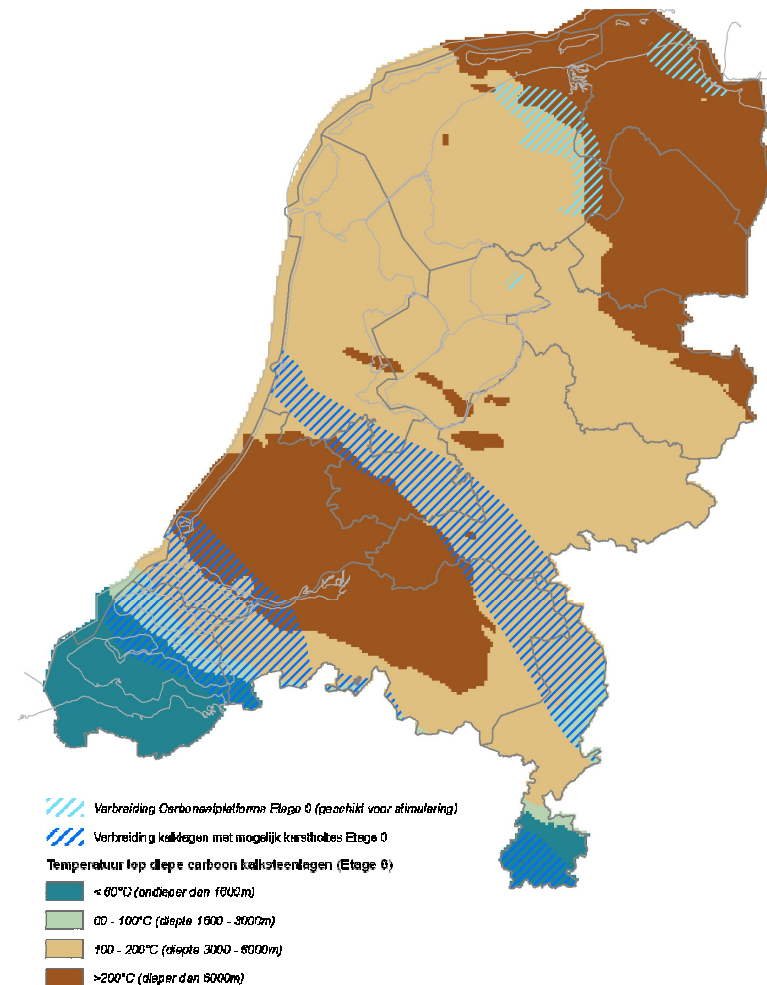 Verbreiding Carbonaatplatforms Etage 0 (geschikt voor stimulering)
Verbreiding kalklagen met mogelijk karstholtes Etage 0
Temperatuur top diepe carboon kalksteenlagen (Etage 0)
< 60°C (ondieper dan 1600m)
60 - 100°C (diepte 1600 - 3000m)
100 - 200°C (diepte 3000 - 6000m)
>200°C (dieper dan 6000m)